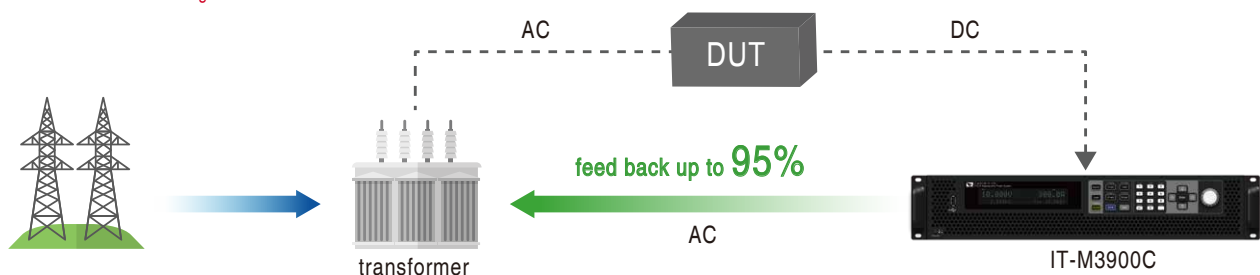 AC
DUT
DC
feed back up to 95%
AC
transformer
IT-M3900C